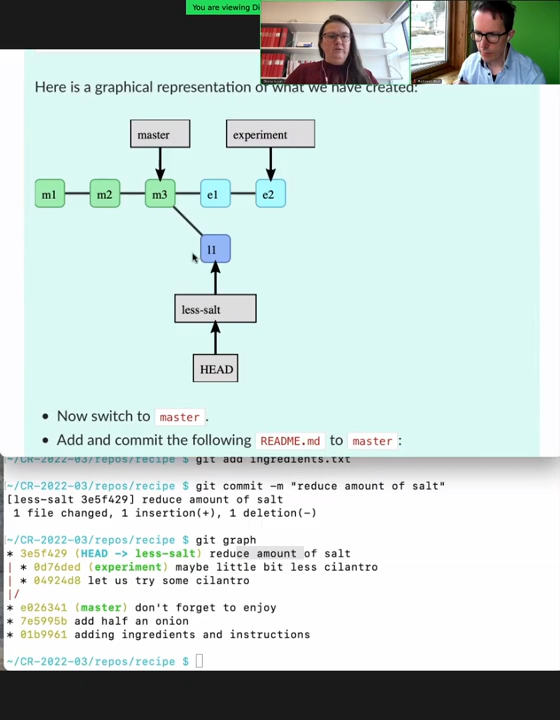 You are viewing Di
Here is a graphical representation of what we have created:
master
experiment
m1
m2
m3
e1
e2
l1
less-salt
HEAD
• Now switch to master.
• Add and commit the following README.md to master:
~/CR-2022-03/repos/recipe $ git add ingredients.txt
~/CR-2022-03/repos/recipe $ git commit -m "reduce amount of salt"
[less-salt 3e5f429] reduce amount of salt
1 file changed, 1 insertion(+), 1 deletion(-)
~/CR-2022-03/repos/recipe $ git graph
* 3e5f429 (HEAD -> less-salt) reduce amount of salt
| * 0d76ded (experiment) maybe little bit less cilantro
| * 04924d8 let us try some cilantro
|/
* e026341 (master) don't forget to enjoy
* 7e5995b add half an onion
* 01b9961 adding ingredients and instructions
~/CR-2022-03/repos/recipe $